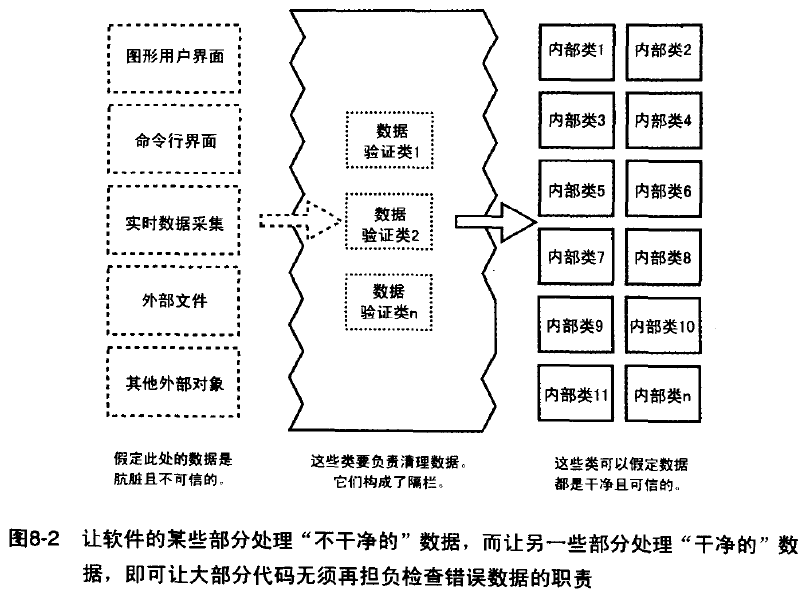 图形用户界面
命令行界面
实时数据采集
外部文件
其他外部对象
假定此处的数据是
肮脏且不可信的。
数据
验证类1
数据
验证类2
数据
验证类n
这些类要负责清理数据。
它们构成了隔栏。
内部类1
内部类2
内部类3
内部类4
内部类5
内部类6
内部类7
内部类8
内部类9
内部类10
内部类11
内部类n
这些类可以假定数据
都是干净且可信的。
图8-2 让软件的某些部分处理“不干净的”数据，而让另一些部分处理“干净的”数
据，即可让大部分代码无须再担负检查错误数据的职责